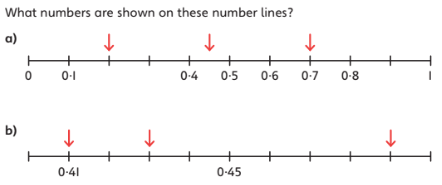 What numbers are shown on these number lines?
a)
0 0·1 0·4 0·5 0·6 0·7 0·8 1
b)
0·41 0·45